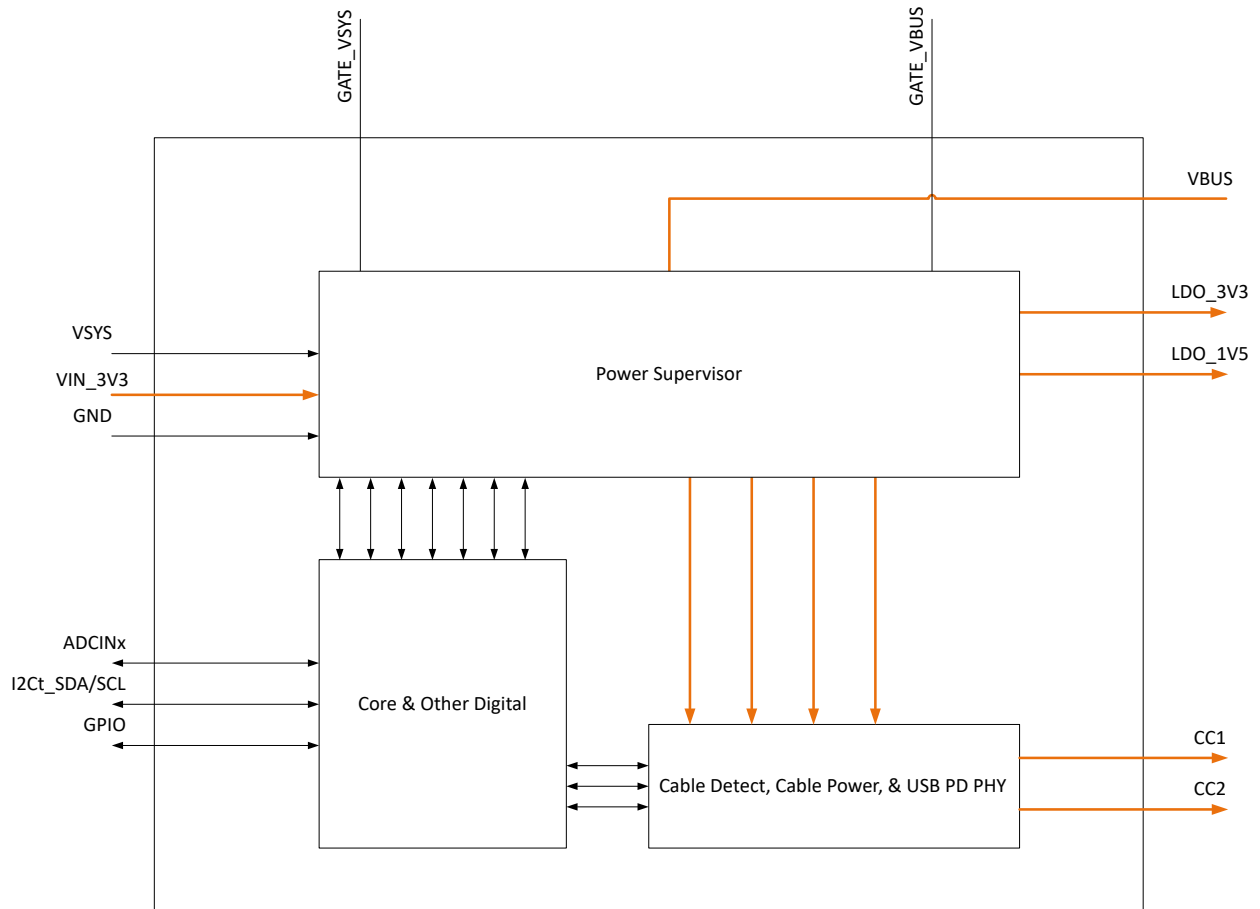 GATE_VSYS
GATE_VBUS
VBUS
LDO_3V3
LDO_1V5
VSYS
VIN_3V3
GND
Power Supervisor
ADCINx
I2Ct_SDA/SCL
GPIO
Core & Other Digital
Cable Detect, Cable Power, & USB PD PHY
CC1
CC2